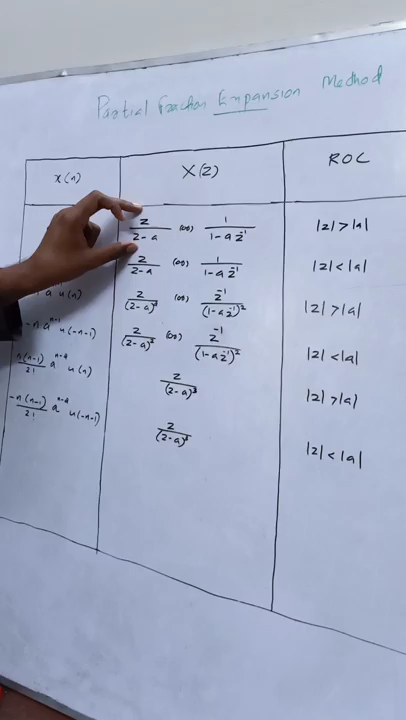 Partial Fraction Expansion Method
x(n) X(Z) ROC
z/(z-a) (or) 1/(1-az⁻¹) |z|>|a|
z/(z-a) (or) 1/(1-az⁻¹) |z|<|a|
u(n) z/(z-a)² (or) z⁻¹/(1-az⁻¹)² |z|>|a|
-n aⁿ⁻¹ u(-n-1) z/(z-a)² (or) z⁻¹/(1-az⁻¹)² |z|<|a|
n(n-1)/2! aⁿ⁻² u(n) z/(z-a)³ |z|>|a|
-n(n-1)/2! aⁿ⁻² u(-n-1) z/(z-a)³ |z|<|a|